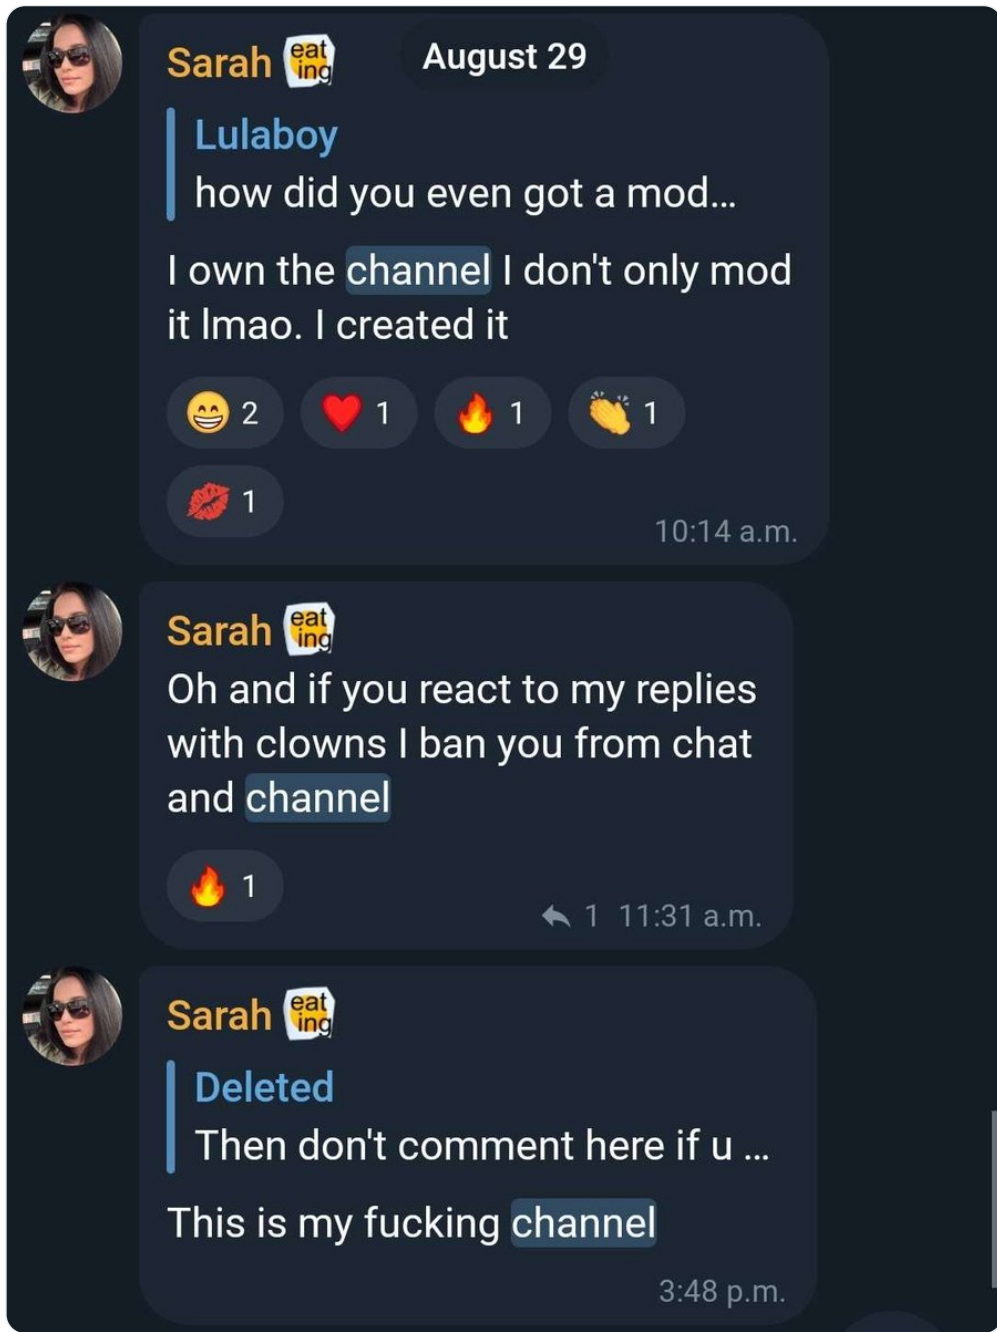 August 29
Sarah eat ing
Lulaboy
how did you even got a mod...
I own the channel I don't only mod
it lmao. I created it
2 1 1 1
1
10:14 a.m.
Sarah eat ing
Oh and if you react to my replies
with clowns I ban you from chat
and channel
1
1 11:31 a.m.
Sarah eat ing
Deleted
Then don't comment here if u ...
This is my fucking channel
3:48 p.m.